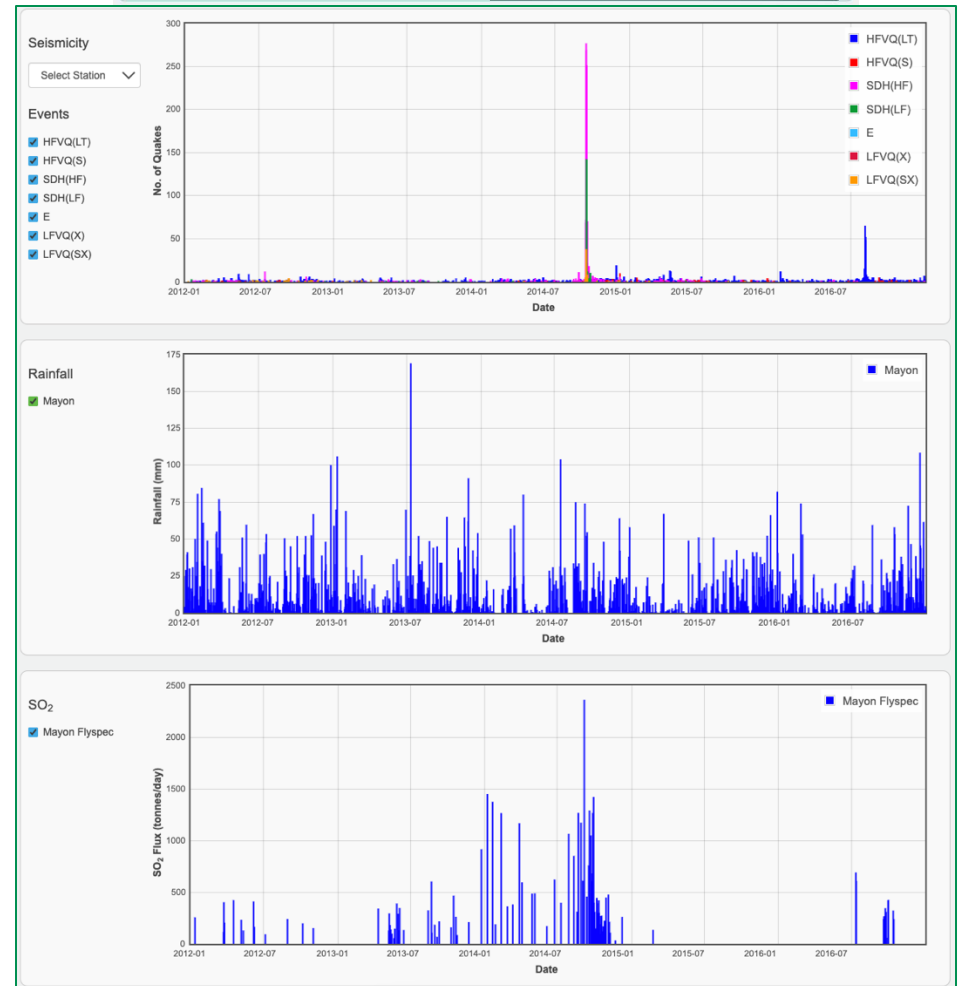 Seismicity
Select Station
Events
HFVQ(LT)
HFVQ(S)
SDH(HF)
SDH(LF)
E
LFVQ(X)
LFVQ(SX)
No. of Quakes
300
250
200
150
100
50
0
2012-01 2012-07 2013-01 2013-07 2014-01 2014-07 2015-01 2015-07 2016-01 2016-07
Date
HFVQ(LT)
HFVQ(S)
SDH(HF)
SDH(LF)
E
LFVQ(X)
LFVQ(SX)
Rainfall
Mayon
Rainfall (mm)
175
150
125
100
75
50
25
0
2012-01 2012-07 2013-01 2013-07 2014-01 2014-07 2015-01 2015-07 2016-01 2016-07
Date
Mayon
SO₂
Mayon Flyspec
SO₂ Flux (tonnes/day)
2500
2000
1500
1000
500
0
2012-01 2012-07 2013-01 2013-07 2014-01 2014-07 2015-01 2015-07 2016-01 2016-07
Date
Mayon Flyspec